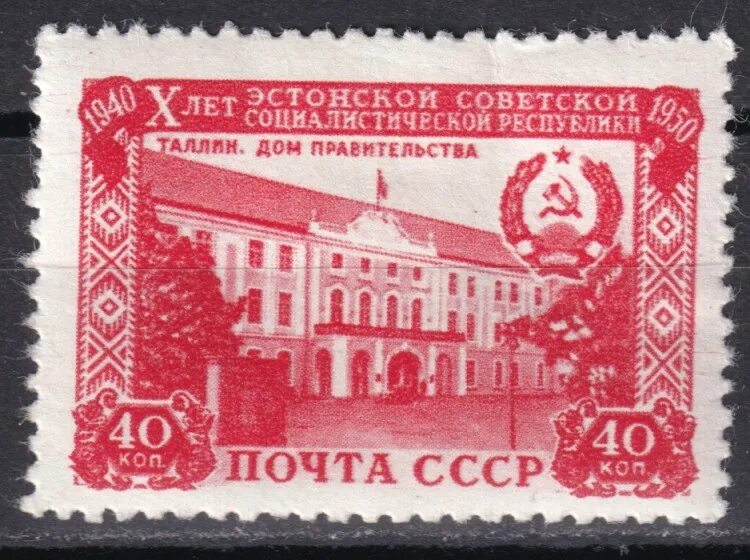 1940
X ЛЕТ ЭСТОНСКОЙ СОВЕТСКОЙ
СОЦИАЛИСТИЧЕСКОЙ РЕСПУБЛИКИ
1950
ТАЛЛИН. ДОМ ПРАВИТЕЛЬСТВА
40
КОП.
ПОЧТА СССР
40
КОП.